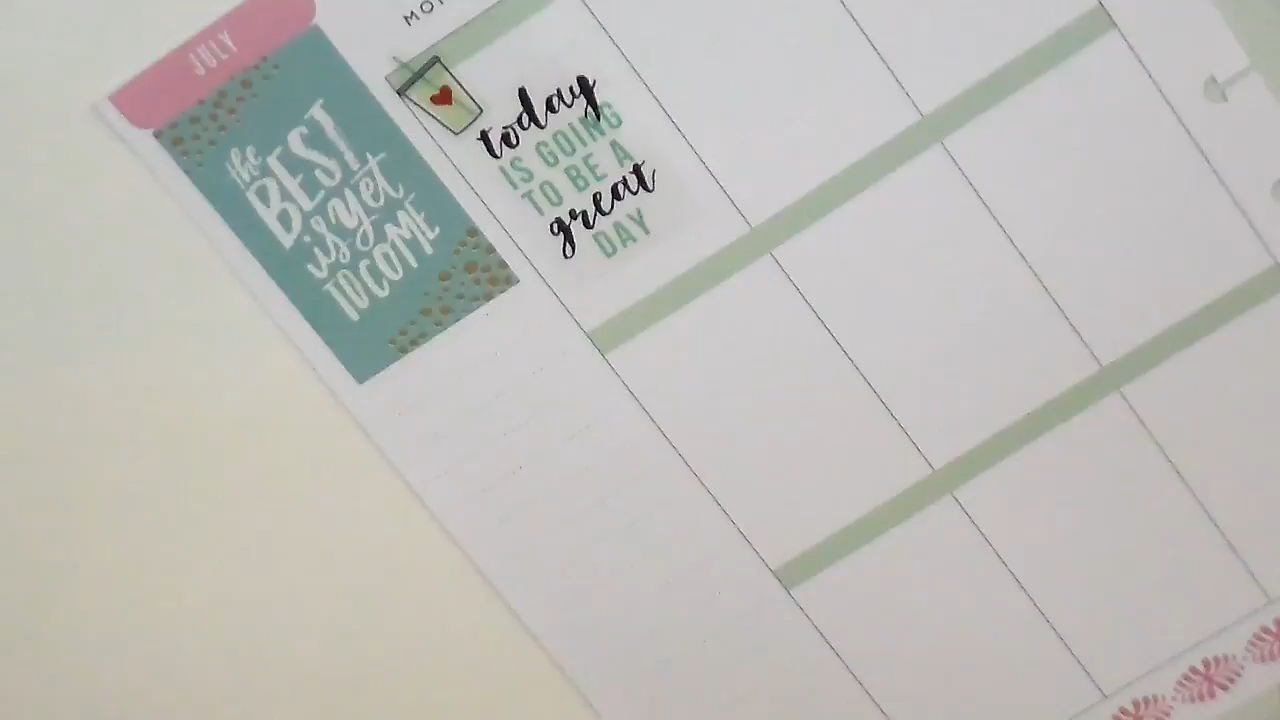 JULY
the
BEST
is yet
TO COME
today
IS GOING
TO BE A
great
DAY